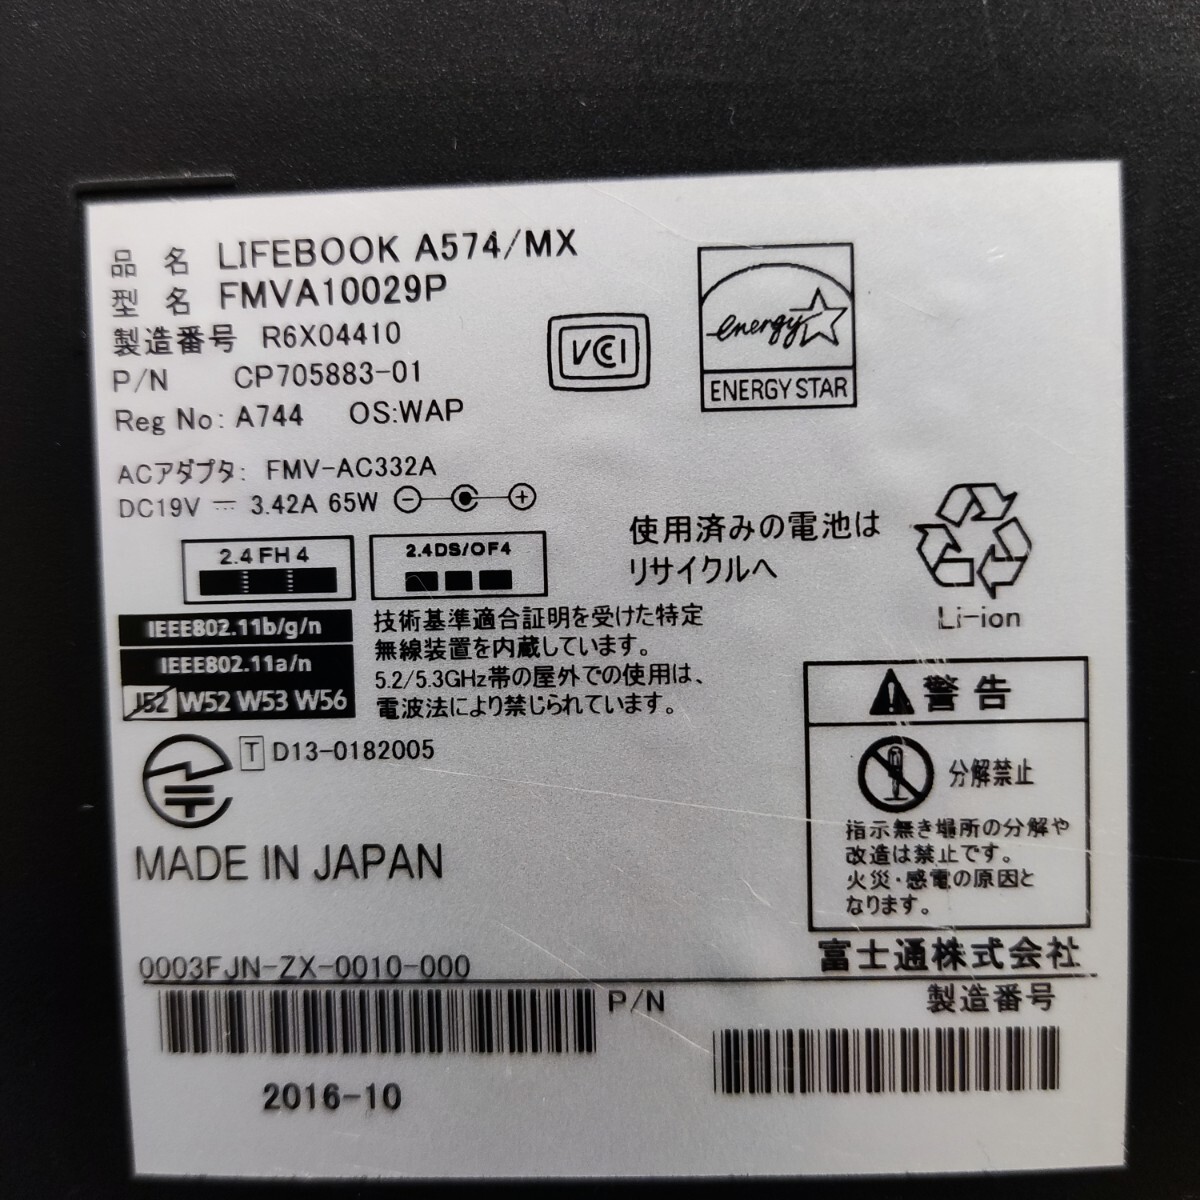 品名 LIFEBOOK A574/MX
型名 FMVA10029P
製造番号 R6X04410
P/N CP705883-01
Reg No: A744 OS:WAP
VCCI
energy
ENERGY STAR
ACアダプタ: FMV-AC332A
DC19V ⎓ 3.42A 65W
2.4FH4
2.4DS/OF4
使用済みの電池は
リサイクルへ
Li-ion
IEEE802.11b/g/n
IEEE802.11a/n
J52 W52 W53 W56
技術基準適合証明を受けた特定
無線装置を内蔵しています。
5.2/5.3GHz帯の屋外での使用は、
電波法により禁じられています。
T D13-0182005
MADE IN JAPAN
警告
分解禁止
指示無き場所の分解や
改造は禁止です。
火災・感電の原因と
なります。
富士通株式会社
0003FJN-ZX-0010-000
P/N
製造番号
2016-10